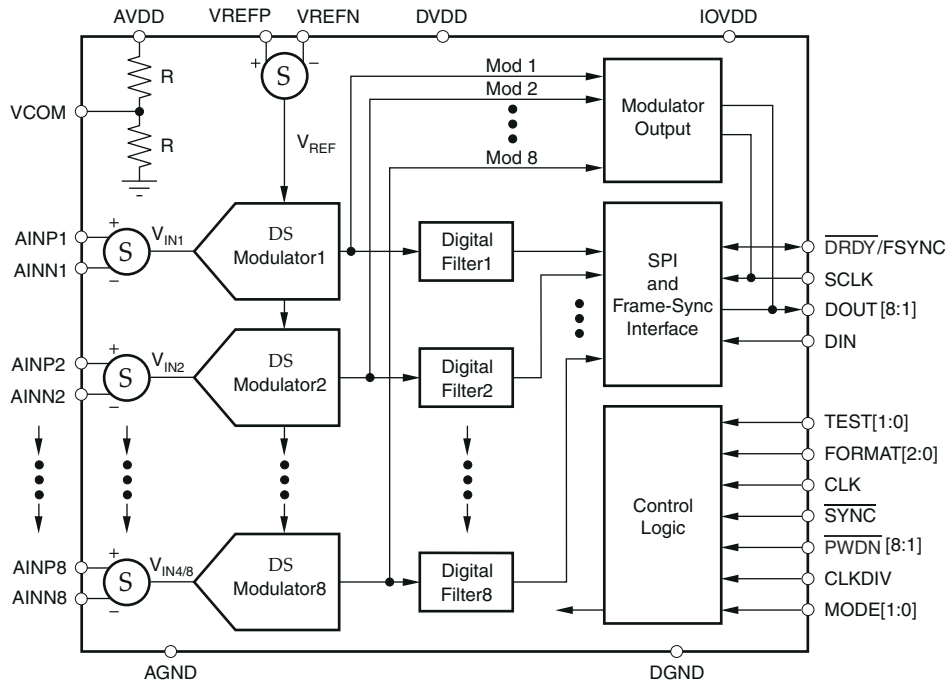 AVDD
VREFP
VREFN
DVDD
IOVDD
R
+
S
−
Mod 1
Mod 2
Mod 8
Modulator
Output
VCOM
R
VREF
AINP1
AINN1
+
S
−
VIN1
DS
Modulator1
Digital
Filter1
SPI
and
Frame-Sync
Interface
DRDY/FSYNC
SCLK
DOUT [8:1]
DIN
AINP2
AINN2
+
S
−
VIN2
DS
Modulator2
Digital
Filter2
Control
Logic
TEST[1:0]
FORMAT[2:0]
CLK
SYNC
PWDN [8:1]
CLKDIV
MODE[1:0]
AINP8
AINN8
+
S
−
VIN4/8
DS
Modulator8
Digital
Filter8
AGND
DGND